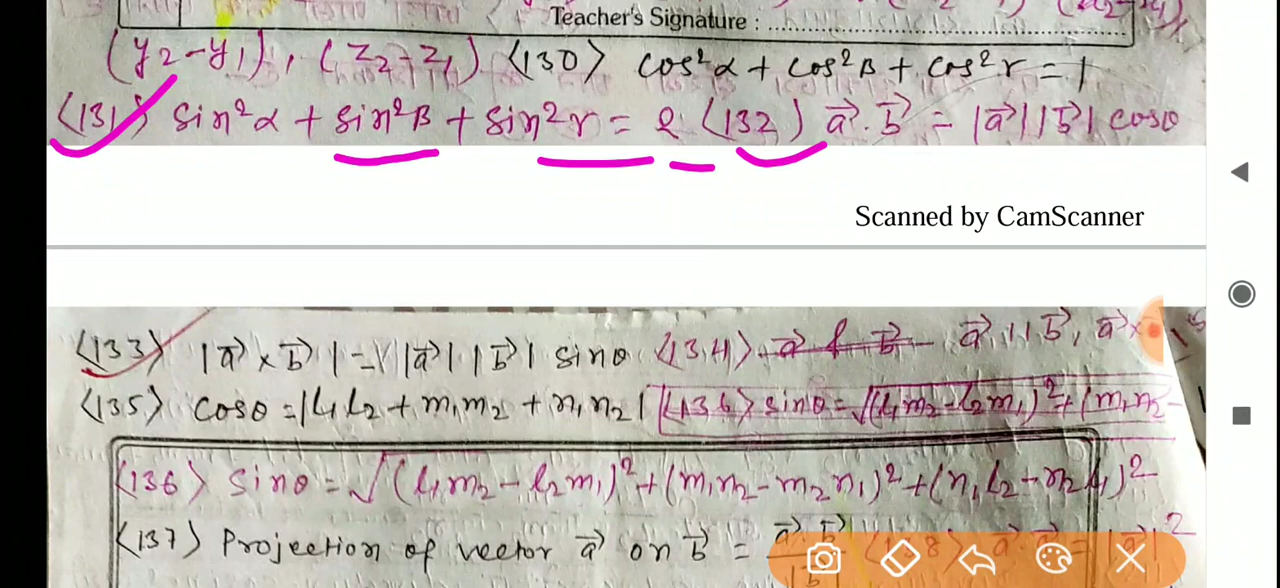 Teacher's Signature :
(y₂-y₁), (z₂-z₁) <130> cos²α + cos²β + cos²r = 1
<131> sin²α + sin²β + sin²r = 2 <132> a⃗.b⃗ = |a⃗||b⃗| cosθ
Scanned by CamScanner
<133> |a⃗×b⃗| = |a⃗||b⃗| sinθ <134> a⃗||b⃗, a⃗×
<135> cosθ = |l₁l₂ + m₁m₂ + n₁n₂| <136> sinθ = √(l₁m₂-l₂m₁)²+(m₁n₂-
<136> sinθ = √(l₁m₂-l₂m₁)²+(m₁n₂-m₂n₁)²+(n₁l₂-n₂l₁)²
<137> Projection of vector a⃗ on b⃗ = a⃗.b⃗ |a⃗|²